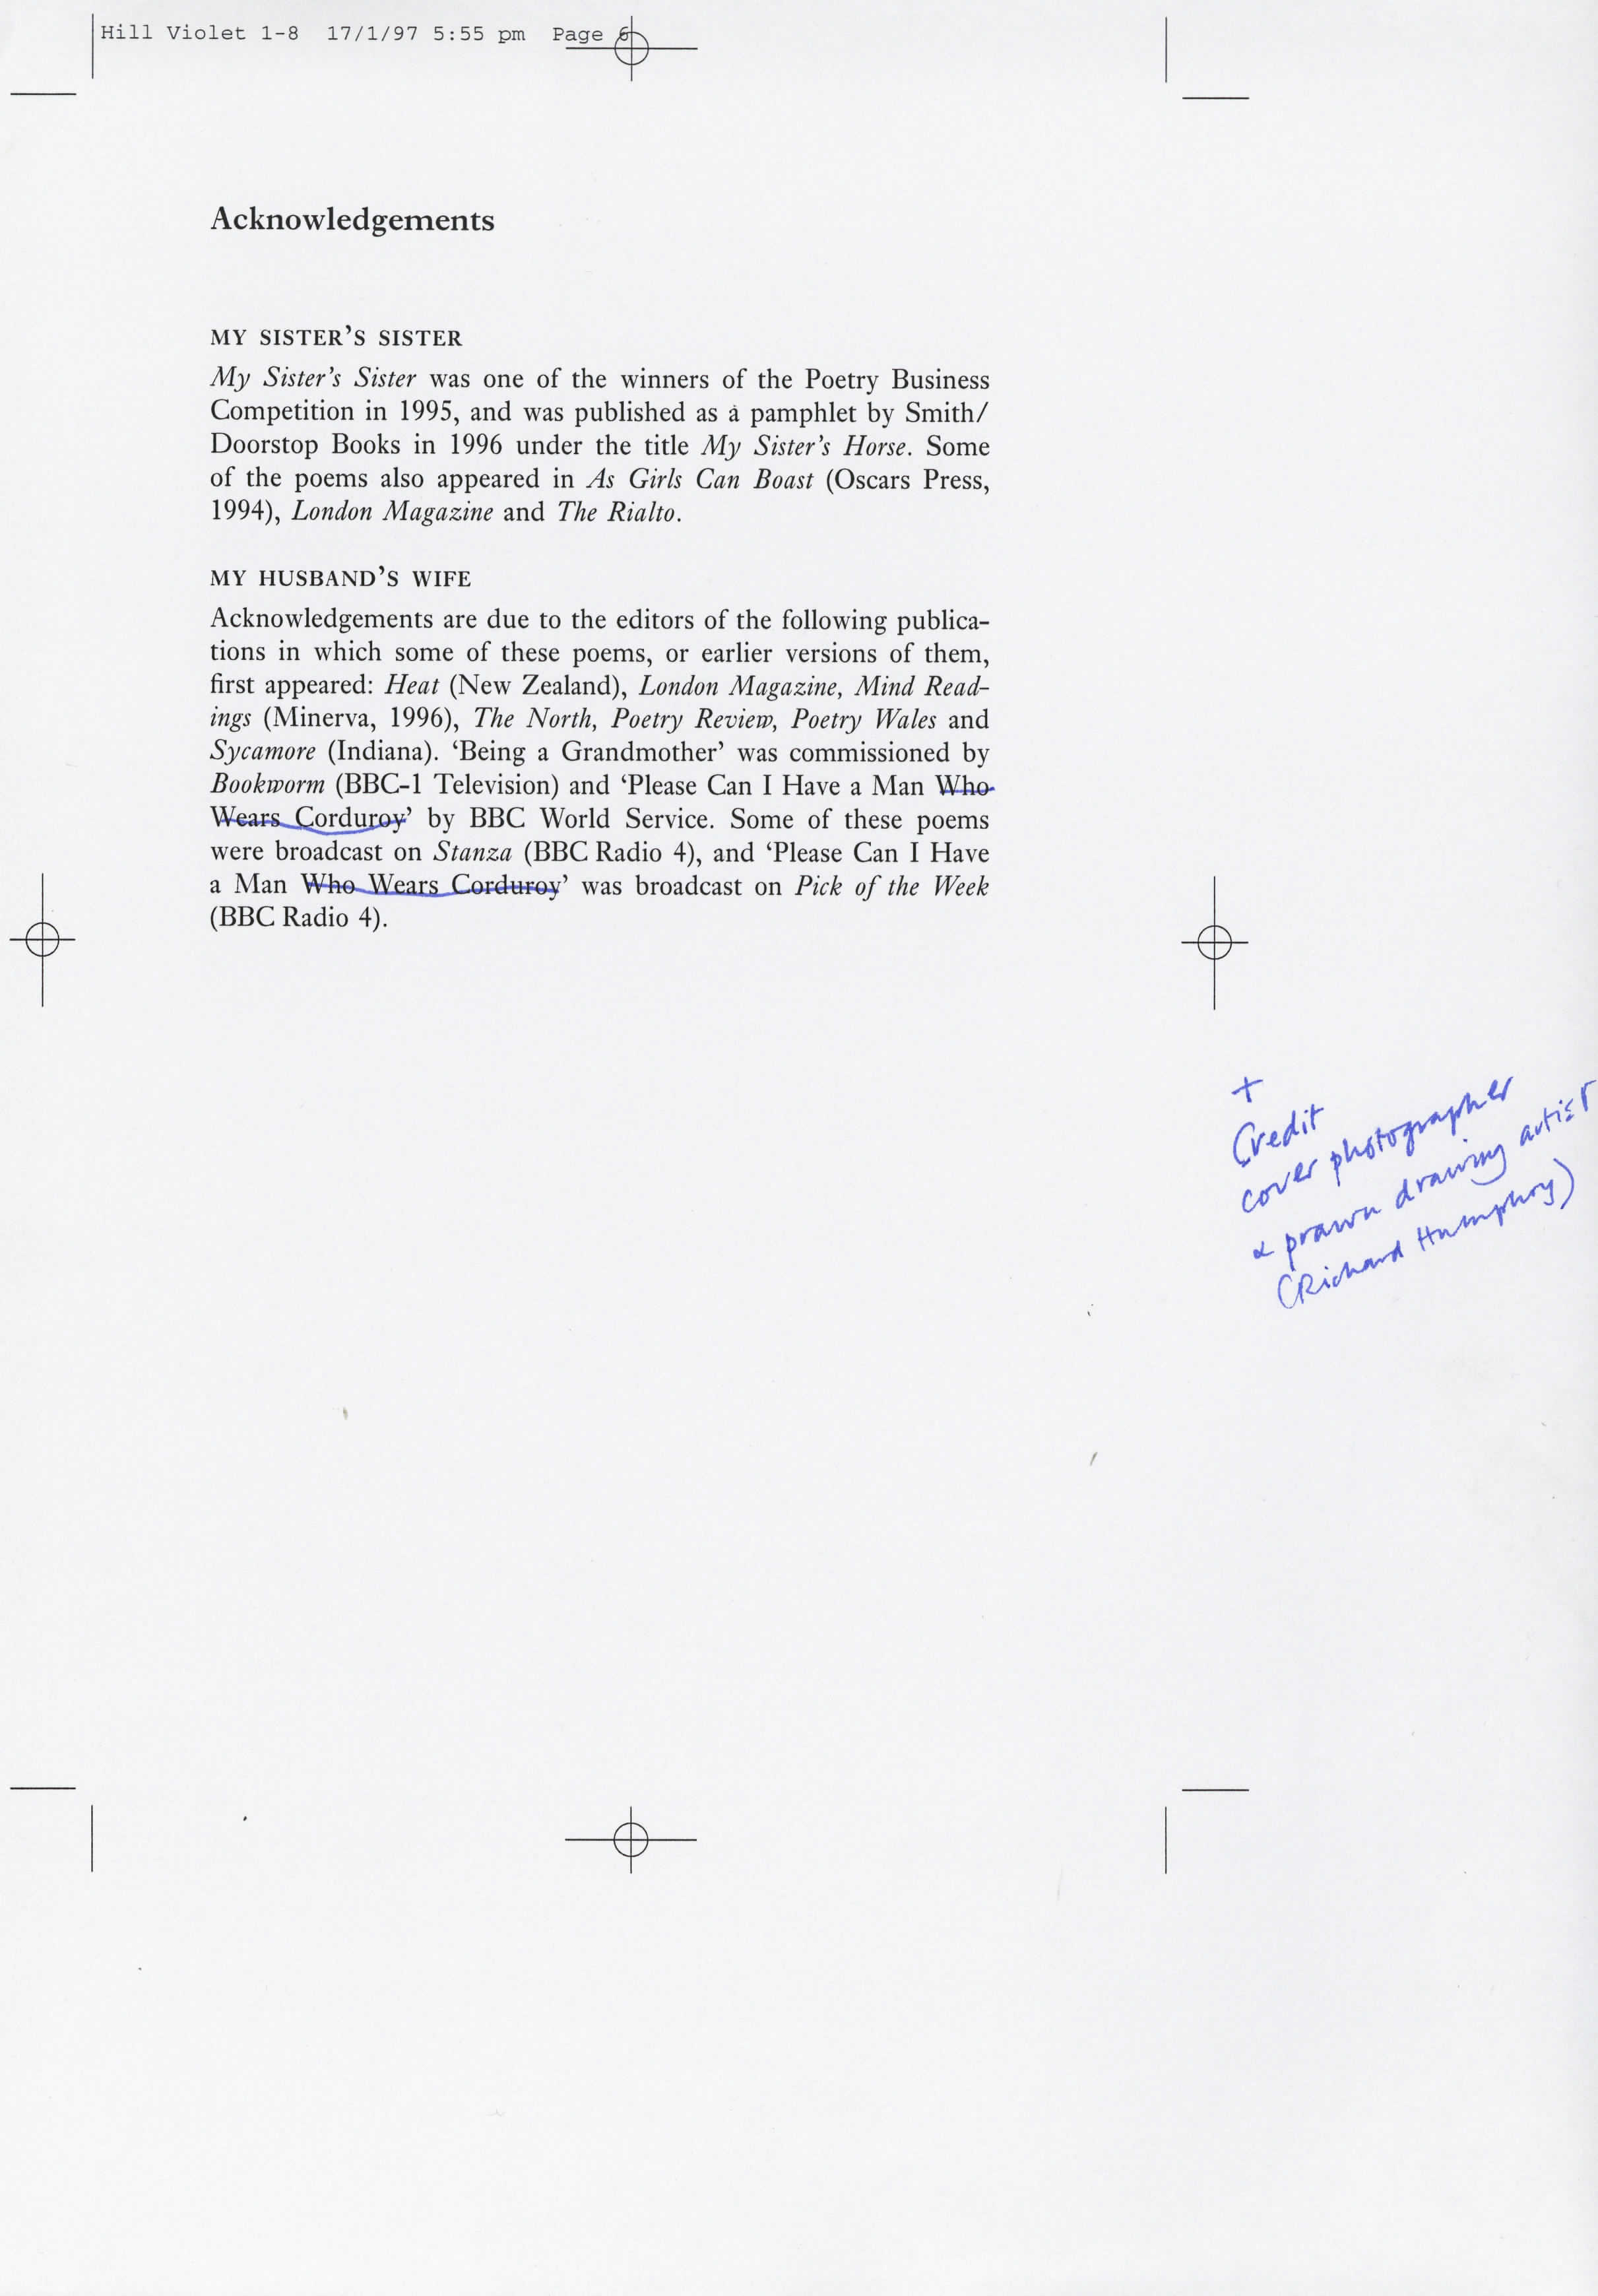 Hill Violet 1-8 17/1/97 5:55 pm Page 6
Acknowledgements
MY SISTER'S SISTER
My Sister's Sister was one of the winners of the Poetry Business
Competition in 1995, and was published as a pamphlet by Smith/
Doorstop Books in 1996 under the title My Sister's Horse. Some
of the poems also appeared in As Girls Can Boast (Oscars Press,
1994), London Magazine and The Rialto.
MY HUSBAND'S WIFE
Acknowledgements are due to the editors of the following publica-
tions in which some of these poems, or earlier versions of them,
first appeared: Heat (New Zealand), London Magazine, Mind Read-
ings (Minerva, 1996), The North, Poetry Review, Poetry Wales and
Sycamore (Indiana). ‘Being a Grandmother’ was commissioned by
Bookworm (BBC-1 Television) and ‘Please Can I Have a Man Who
Wears Corduroy’ by BBC World Service. Some of these poems
were broadcast on Stanza (BBC Radio 4), and ‘Please Can I Have
a Man Who Wears Corduroy’ was broadcast on Pick of the Week
(BBC Radio 4).
+
Credit
cover photographer
& prawn drawing artist
(Richard Humphry)